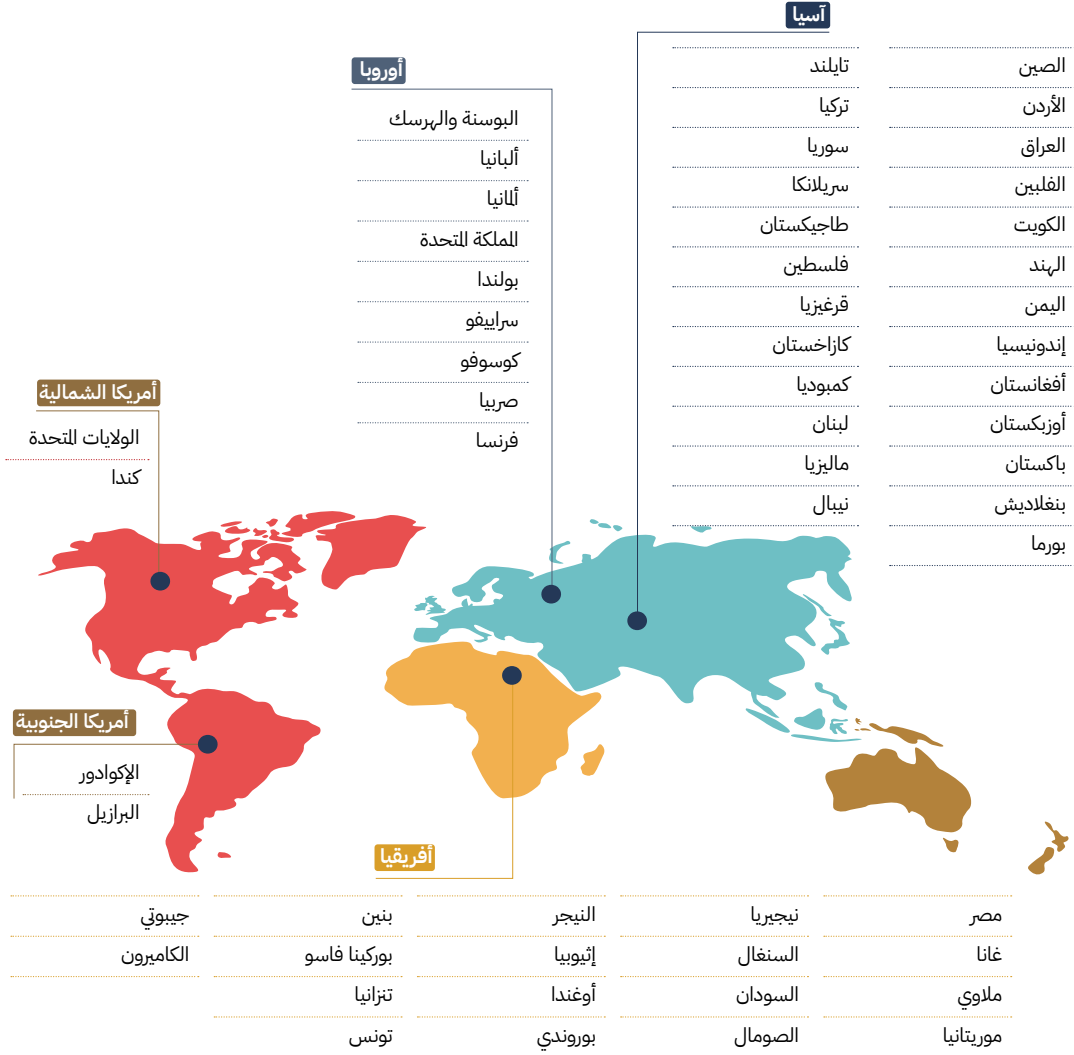 آسيا
الصين
الأردن
العراق
الفلبين
الكويت
الهند
اليمن
إندونيسيا
أفغانستان
أوزبكستان
باكستان
بنغلاديش
بورما
تايلند
تركيا
سوريا
سريلانكا
طاجيكستان
فلسطين
قرغيزيا
كازاخستان
كمبوديا
لبنان
ماليزيا
نيبال
أوروبا
البوسنة والهرسك
ألبانيا
ألمانيا
المملكة المتحدة
بولندا
سراييفو
كوسوفو
صربيا
فرنسا
أمريكا الشمالية
الولايات المتحدة
كندا
أمريكا الجنوبية
الإكوادور
البرازيل
أفريقيا
مصر
غانا
ملاوي
موريتانيا
نيجيريا
السنغال
السودان
الصومال
النيجر
إثيوبيا
أوغندا
بوروندي
بنين
بوركينا فاسو
تنزانيا
تونس
جيبوتي
الكاميرون